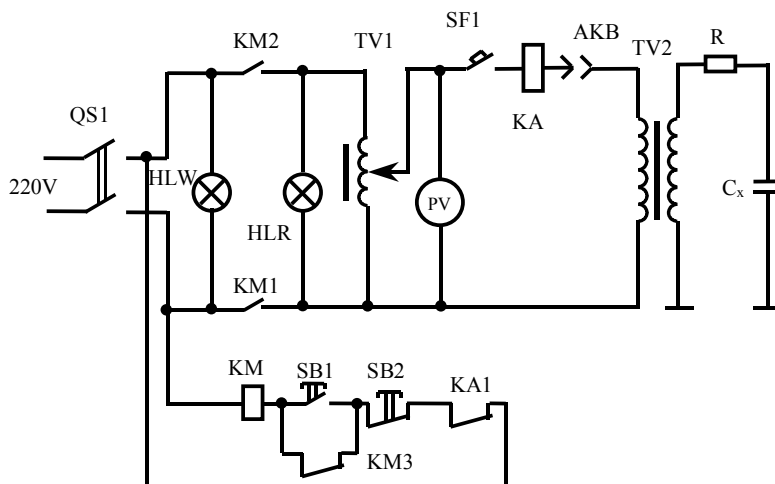 SF1
AKB
KM2
TV1
TV2
R
QS1
KA
220V
HLW
PV
Cx
HLR
KM1
KM
SB1
SB2
KA1
KM3